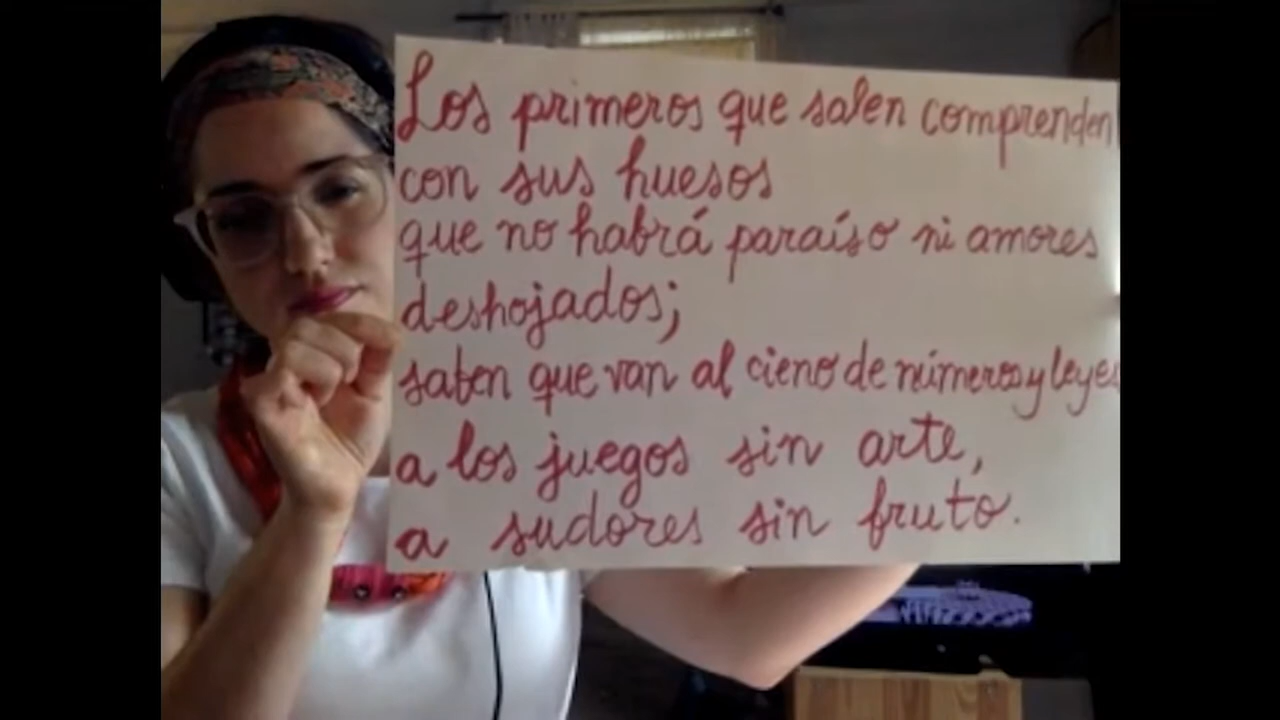 Los primeros que salen comprenden
con sus huesos
que no habrá paraíso ni amores
deshojados;
saben que van al cieno de números y leyes
a los juegos sin arte,
a sudores sin fruto.